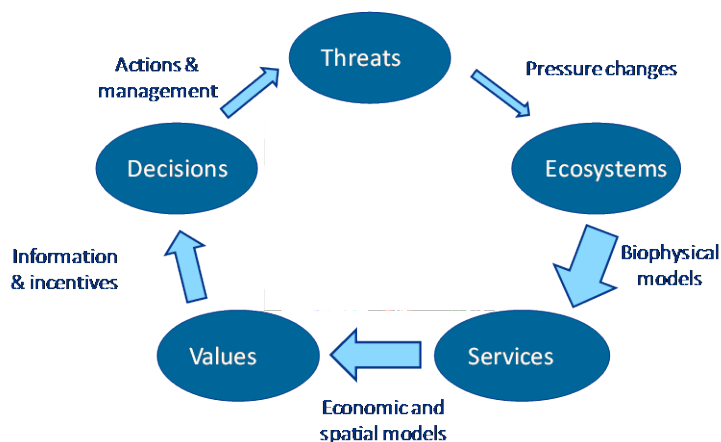 Threats
Actions &
management
Pressure changes
Decisions
Ecosystems
Information
& incentives
Biophysical
models
Values
Services
Economic and
spatial models